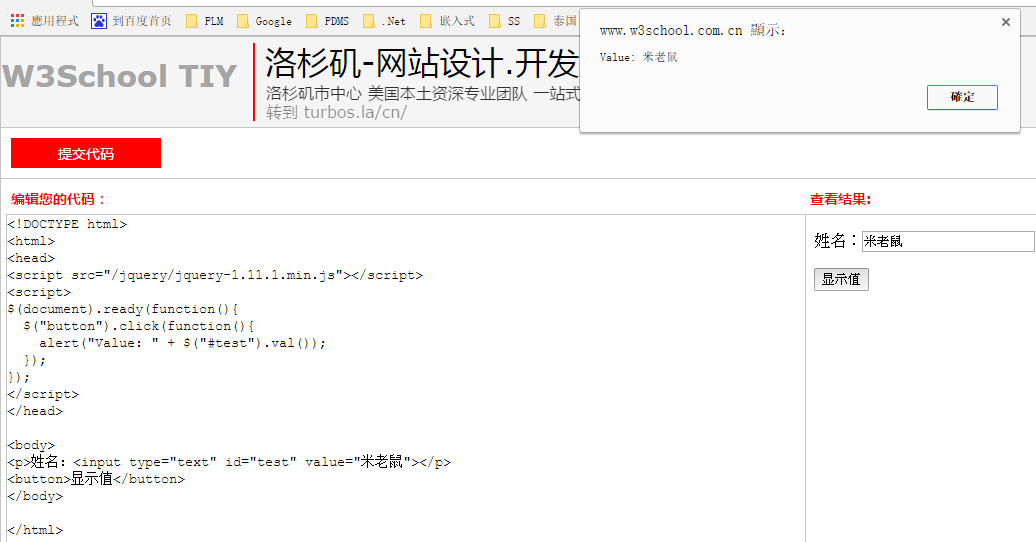 應用程式 到百度首页 PLM Google PDMS .Net 嵌入式 SS 泰国
www.w3school.com.cn 顯示：
Value: 米老鼠
確定
W3School TIY
洛杉矶-网站设计.开发
洛杉矶市中心 美国本土资深专业团队 一站式
转到 turbos.la/cn/
提交代码
编辑您的代码：
查看结果:
<!DOCTYPE html>
<html>
<head>
<script src="/jquery/jquery-1.11.1.min.js"></script>
<script>
$(document).ready(function(){
  $("button").click(function(){
    alert("Value: " + $("#test").val());
  });
});
</script>
</head>
<body>
<p>姓名: <input type="text" id="test" value="米老鼠"></p>
<button>显示值</button>
</body>
</html>
姓名：米老鼠
显示值